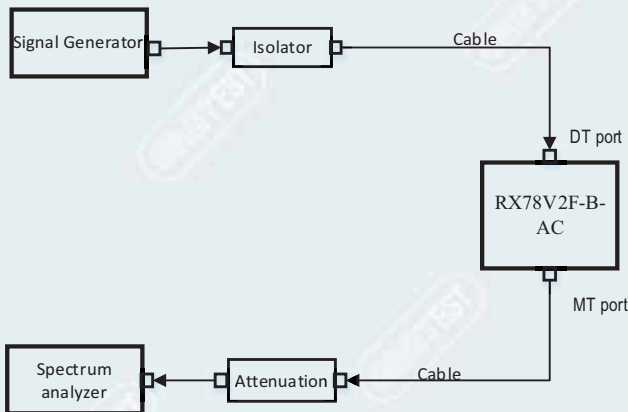 Signal Generator
Isolator
Cable
DT port
RX78V2F-B-
AC
MT port
Spectrum
analyzer
Attenuation
Cable